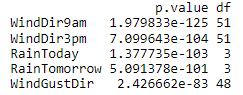 p.value df
WindDir9am 1.979833e-125 51
WindDir3pm 7.099643e-104 51
RainToday 1.377735e-103 3
RainTomorrow 5.091378e-101 3
WindGustDir 2.426662e-83 48